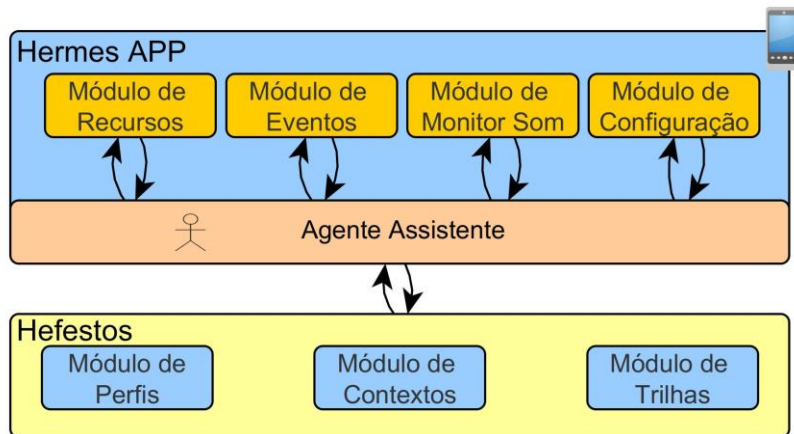 Hermes APP
Módulo de
Recursos
Módulo de
Eventos
Módulo de
Monitor Som
Módulo de
Configuração
Agente Assistente
Hefestos
Módulo de
Perfis
Módulo de
Contextos
Módulo de
Trilhas